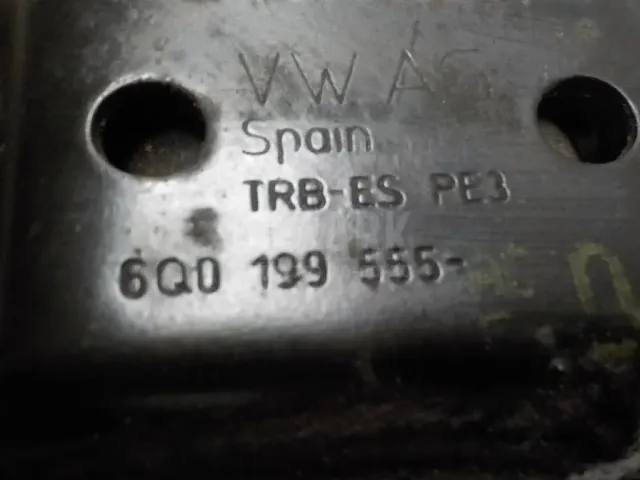 VW AG
Spain
TRB-ES PE3
6Q0 199 555-